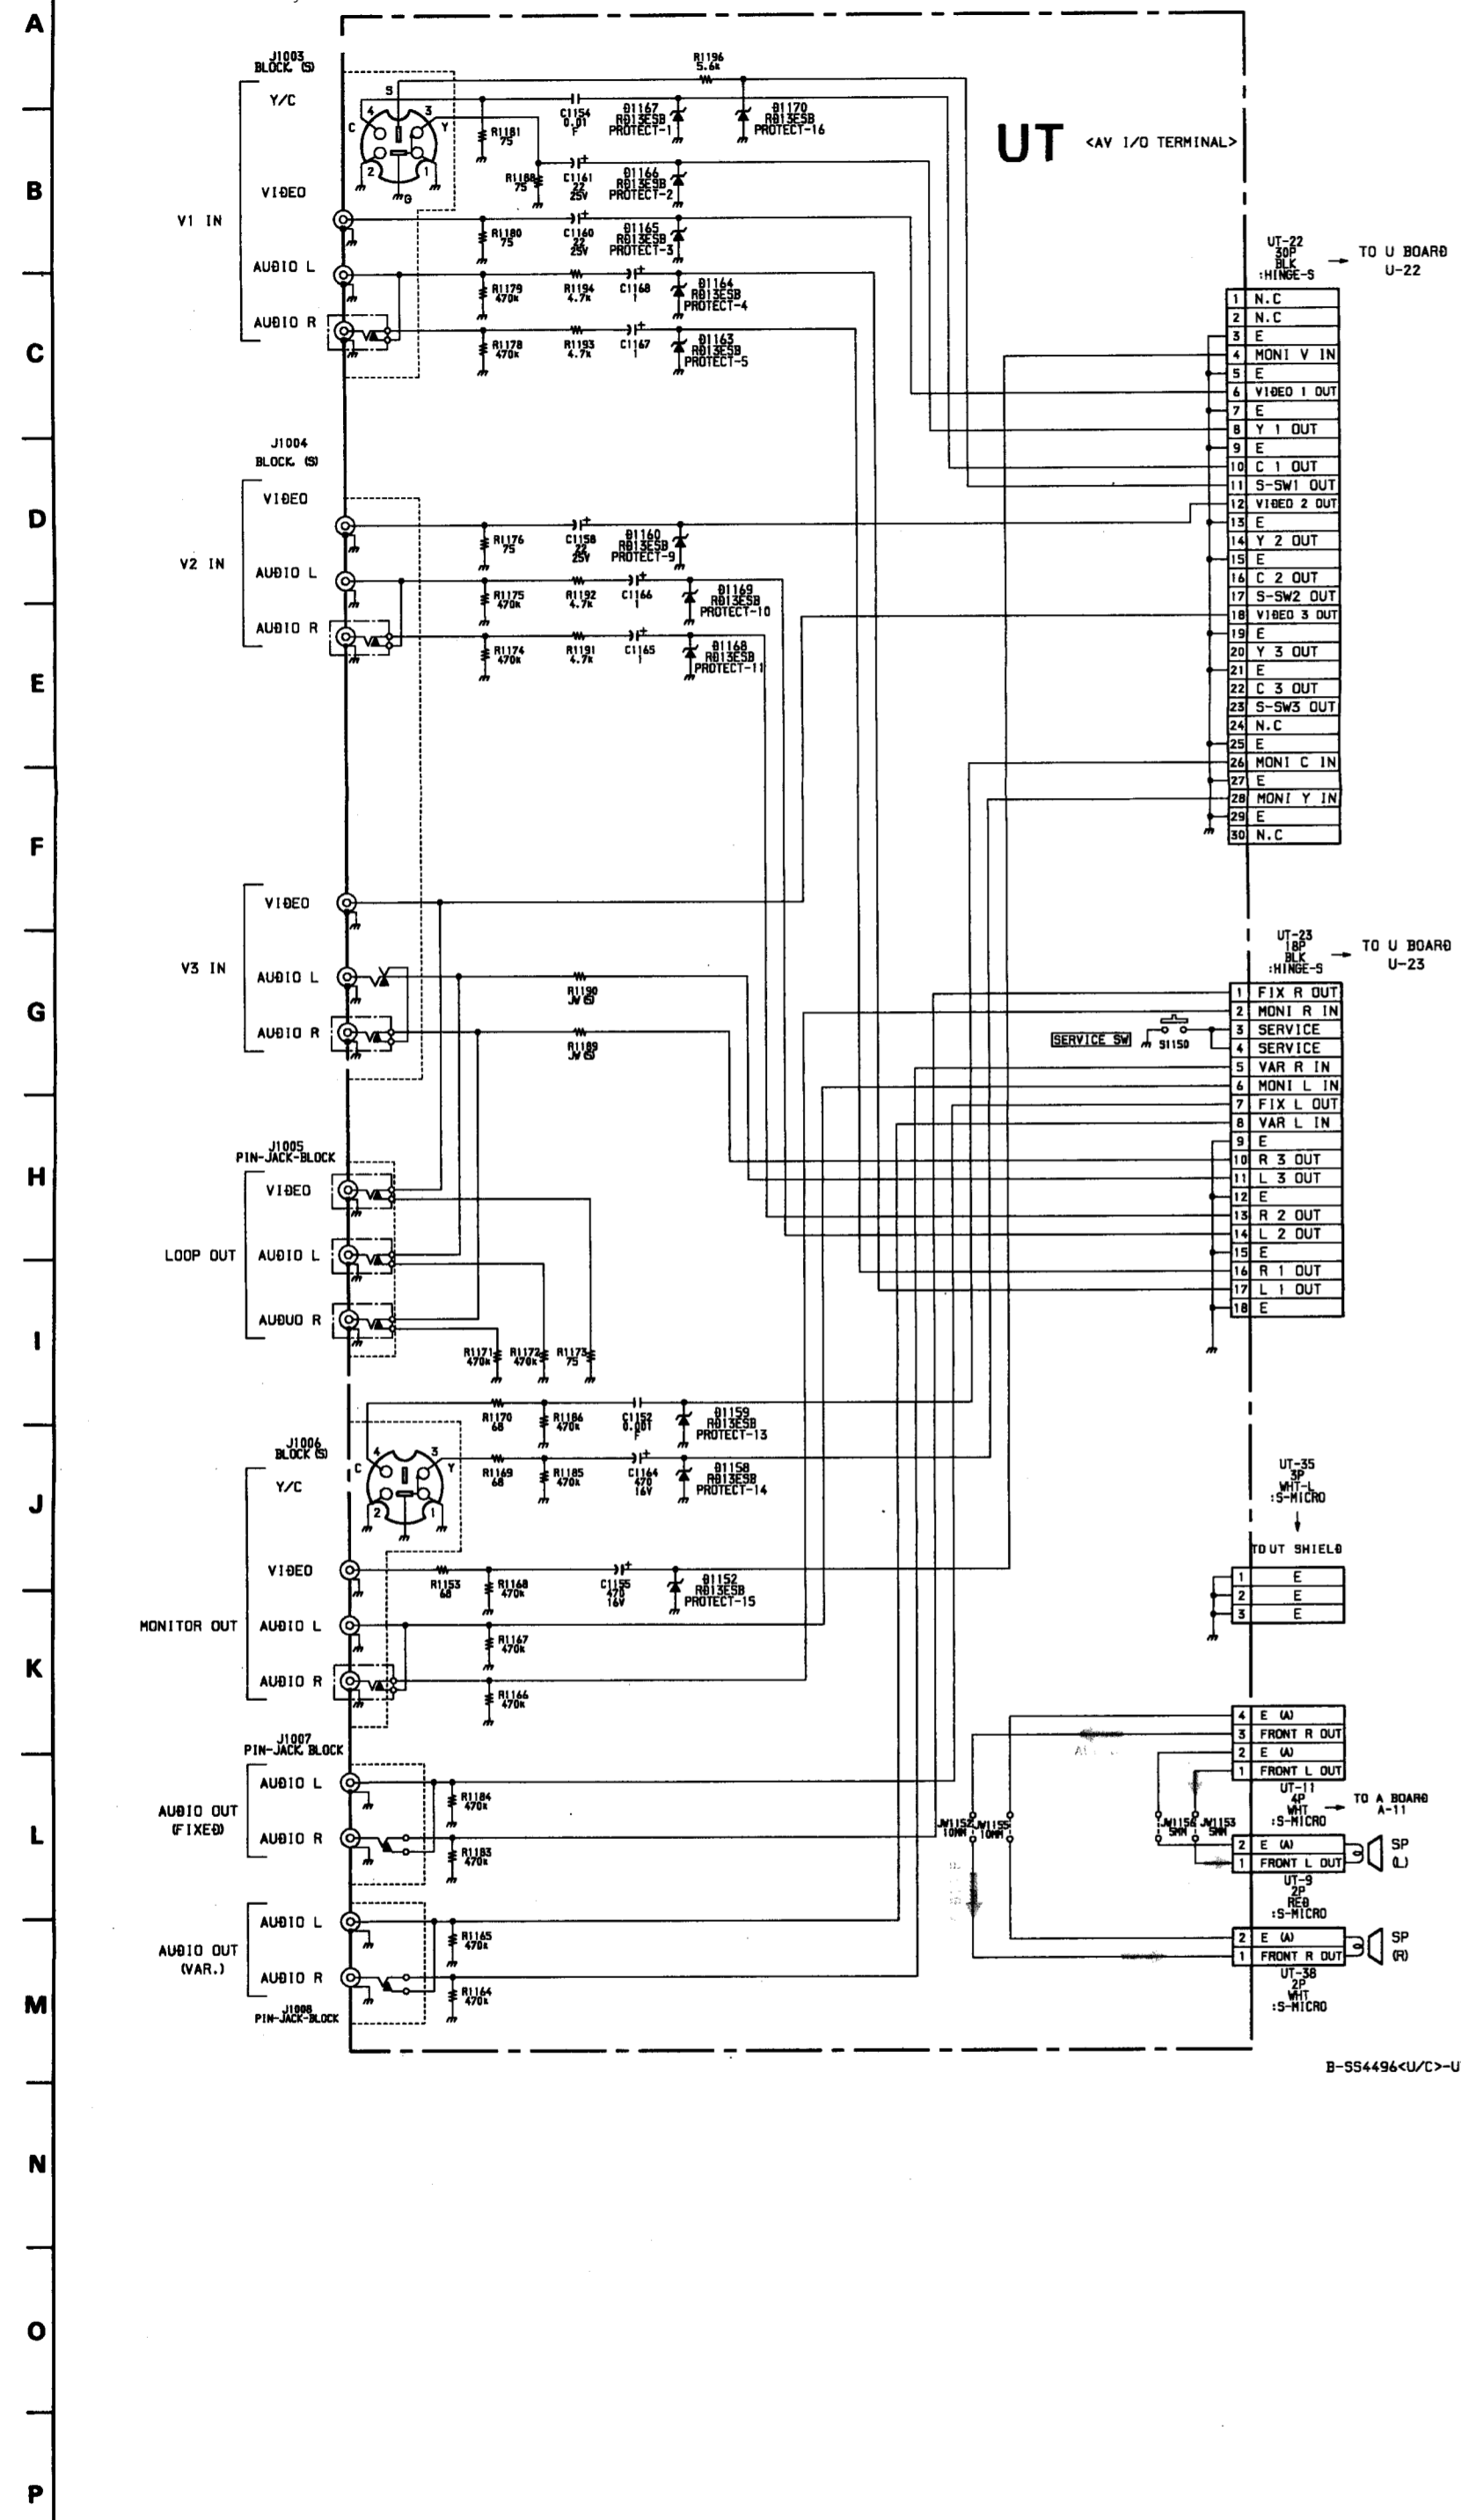 A
J1003
BLOCK (S)
Y/C
S
4
3
C
Y
2
1
G
R1196
5.6k
R1181
75
C1154
0.01
F
D1167
RD13ESB
PROTECT-1
D1170
RD13ESB
PROTECT-16
UT
<AV I/O TERMINAL>
B
VIDEO
R1188
75
C1161
22
25V
D1166
RD13ESB
PROTECT-2
V1 IN
R1180
75
C1160
22
25V
D1165
RD13ESB
PROTECT-3
AUDIO L
R1179
470k
R1194
4.7k
C1168
1
D1164
RD13ESB
PROTECT-4
AUDIO R
R1178
470k
R1193
4.7k
C1167
1
D1163
RD13ESB
PROTECT-5
C
UT-22
30P
BLK
:HINGE-S
TO U BOARD
U-22
1 N.C
2 N.C
3 E
4 MONI V IN
5 E
6 VIDEO 1 OUT
7 E
8 Y 1 OUT
9 E
10 C 1 OUT
11 S-SW1 OUT
12 VIDEO 2 OUT
13 E
14 Y 2 OUT
15 E
16 C 2 OUT
17 S-SW2 OUT
18 VIDEO 3 OUT
19 E
20 Y 3 OUT
21 E
22 C 3 OUT
23 S-SW3 OUT
24 N.C
25 E
26 MONI C IN
27 E
28 MONI Y IN
29 E
30 N.C
J1004
BLOCK (S)
VIDEO
D
R1176
75
C1158
22
25V
D1160
RD13ESB
PROTECT-9
V2 IN
AUDIO L
R1175
470k
R1192
4.7k
C1166
1
D1169
RD13ESB
PROTECT-10
AUDIO R
R1174
470k
R1191
4.7k
C1165
1
D1168
RD13ESB
PROTECT-11
E
F
VIDEO
V3 IN
AUDIO L
R1190
JW(S)
G
AUDIO R
R1189
JW(S)
UT-23
18P
BLK
:HINGE-S
TO U BOARD
U-23
SERVICE SW
S1150
1 FIX R OUT
2 MONI R IN
3 SERVICE
4 SERVICE
5 VAR R IN
6 MONI L IN
7 FIX L OUT
8 VAR L IN
9 E
10 R 3 OUT
11 L 3 OUT
12 E
13 R 2 OUT
14 L 2 OUT
15 E
16 R 1 OUT
17 L 1 OUT
18 E
J1005
PIN-JACK-BLOCK
H
VIDEO
LOOP OUT
AUDIO L
AUDUO R
I
R1171
470k
R1172
470k
R1173
75
R1170
68
R1186
470k
C1152
0.001
F
D1159
RD13ESB
PROTECT-13
J1006
BLOCK(S)
Y/C
4
3
C
Y
2
1
R1169
68
R1185
470k
C1164
470
16V
D1158
RD13ESB
PROTECT-14
J
UT-35
3P
WHT-L
:S-MICRO
TO UT SHIELD
1 E
2 E
3 E
VIDEO
R1153
68
R1168
470k
C1155
470
16V
D1152
RD13ESB
PROTECT-15
MONITOR OUT
AUDIO L
R1167
470k
K
AUDIO R
R1166
470k
4 E (A)
3 FRONT R OUT
2 E (A)
1 FRONT L OUT
UT-11
4P
WHT
:S-MICRO
TO A BOARD
A-11
J1007
PIN-JACK BLOCK
AUDIO L
R1184
470k
AUDIO OUT
(FIXED)
L
AUDIO R
R1183
470k
JW1152
10MM
JW1155
10MM
JW1156
5MM
JW1153
5MM
2 E (A)
1 FRONT L OUT
SP
(L)
UT-9
2P
RED
:S-MICRO
AUDIO L
R1165
470k
AUDIO OUT
(VAR.)
AUDIO R
R1164
470k
J1008
PIN-JACK-BLOCK
M
2 E (A)
1 FRONT R OUT
SP
(R)
UT-38
2P
WHT
:S-MICRO
B-SS4496<U/C>-U
N
O
P